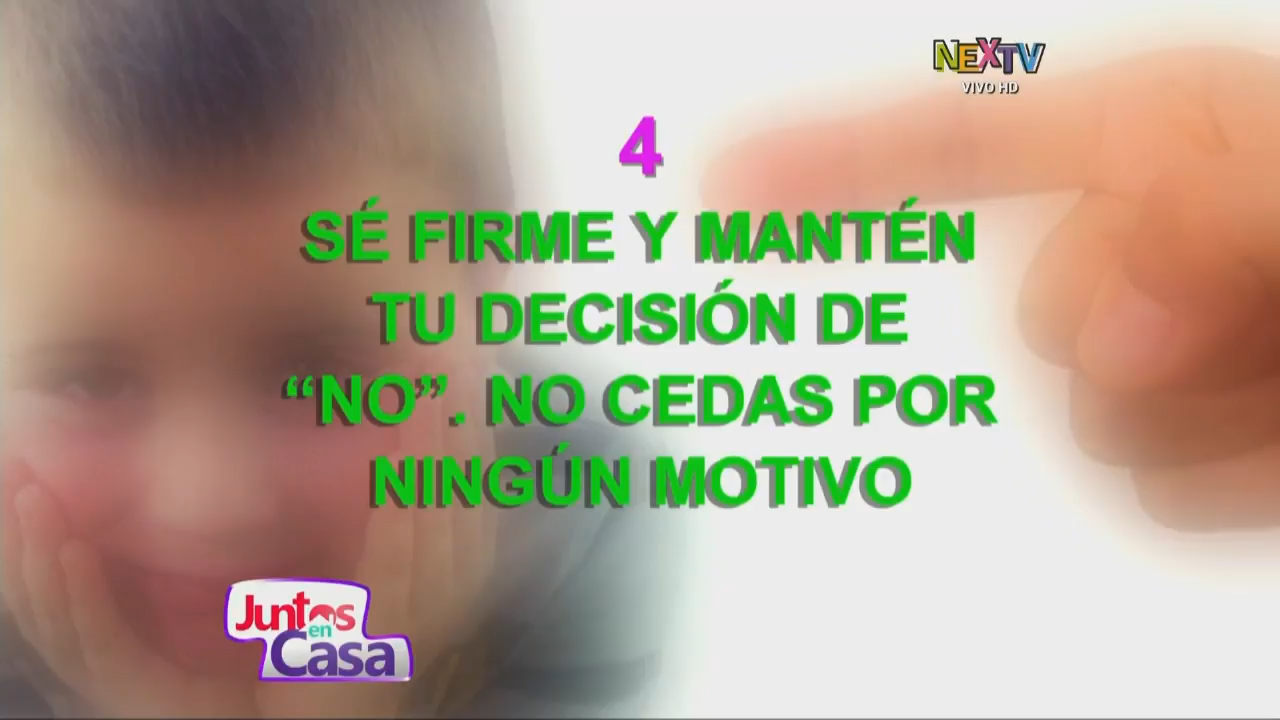 NEXTV
VIVO HD
4
SÉ FIRME Y MANTÉN
TU DECISIÓN DE
“NO”. NO CEDAS POR
NINGÚN MOTIVO
Juntos
en
Casa